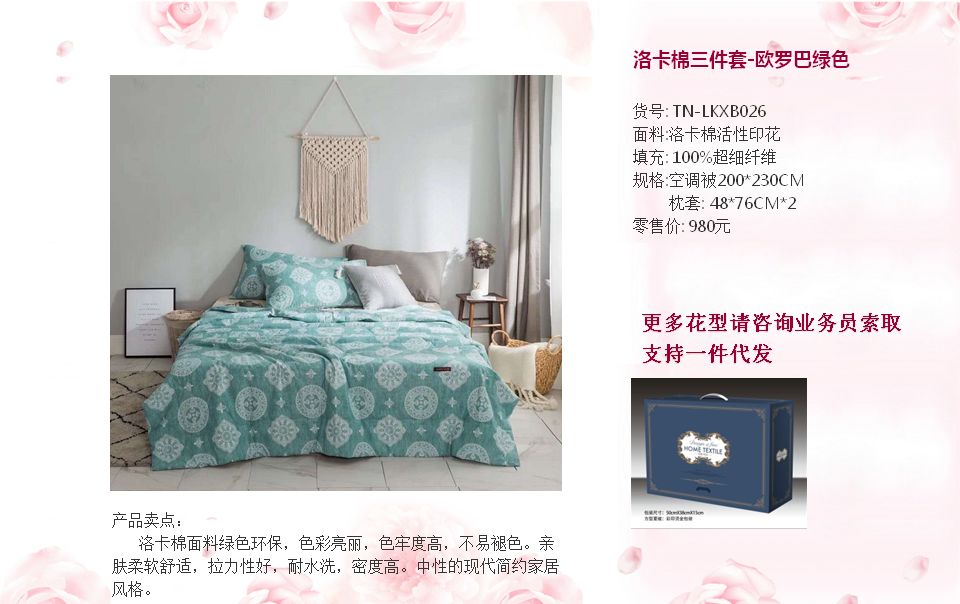 洛卡棉三件套-欧罗巴绿色
货号: TN-LKXB026
面料:洛卡棉活性印花
填充: 100%超细纤维
规格:空调被200*230CM
枕套: 48*76CM*2
零售价: 980元
更多花型请咨询业务员索取
支持一件代发
HOME TEXTILE
包装尺寸: 50cmX38cmX15cm
产品卖点：
洛卡棉面料绿色环保，色彩亮丽，色牢度高，不易褪色。亲
肤柔软舒适，拉力性好，耐水洗，密度高。中性的现代简约家居
风格。